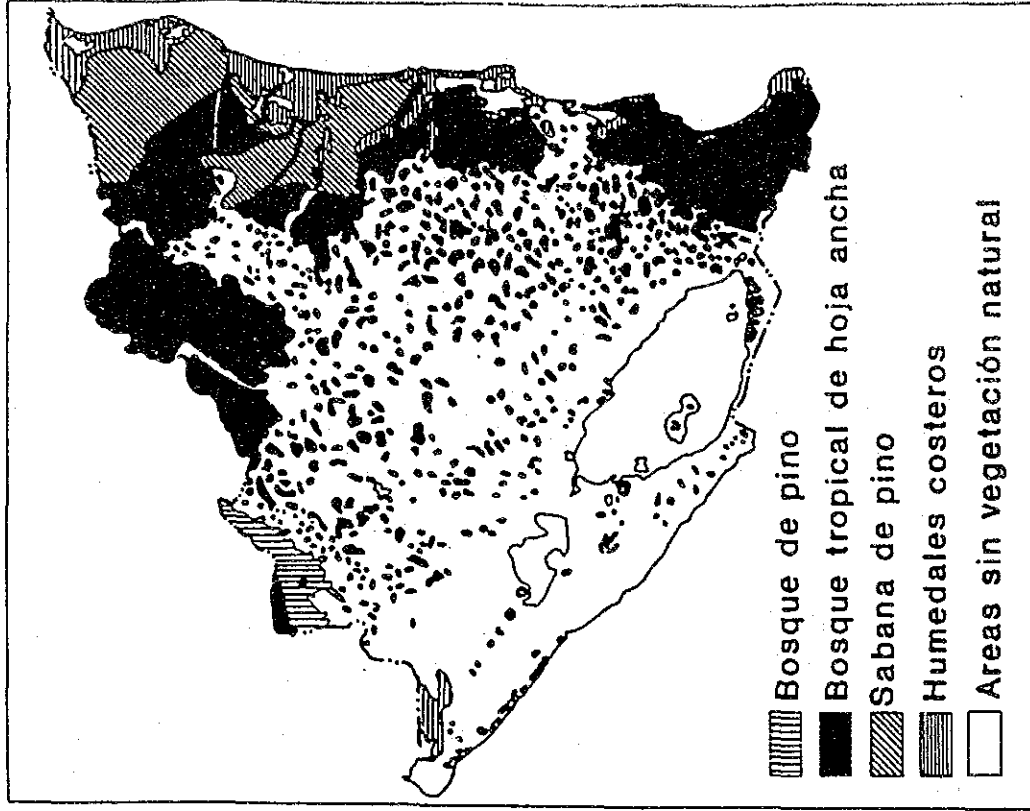 Bosque de pino
Bosque tropical de hoja ancha
Sabana de pino
Humedales costeros
Areas sin vegetación natural